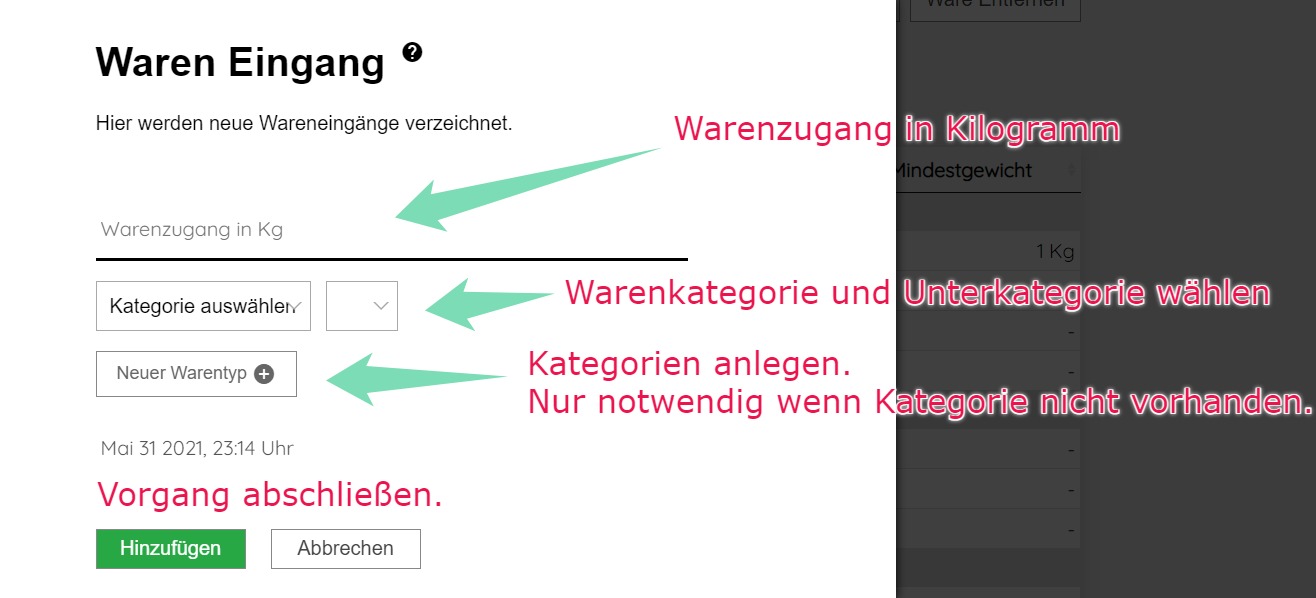 Ware Entfernen
Waren Eingang ?
Hier werden neue Wareneingänge verzeichnet.
Warenzugang in Kilogramm
Mindestgewicht
Warenzugang in Kg
1 Kg
Kategorie auswählen
Warenkategorie und Unterkategorie wählen
-
Kategorien anlegen.
Neuer Warentyp
-
Nur notwendig wenn Kategorie nicht vorhanden.
Mai 31 2021, 23:14 Uhr
-
Vorgang abschließen.
-
-
Hinzufügen
Abbrechen